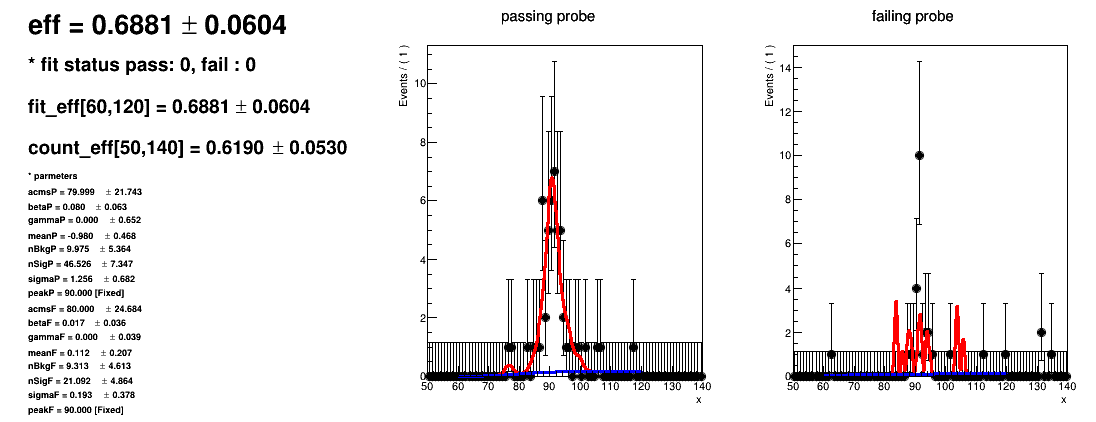 eff = 0.6881 ± 0.0604
* fit status pass: 0, fail : 0
fit_eff[60,120] = 0.6881 ± 0.0604
count_eff[50,140] = 0.6190 ± 0.0530
* parmeters
acmsP = 79.999 ± 21.743
betaP = 0.080 ± 0.063
gammaP = 0.000 ± 0.652
meanP = -0.980 ± 0.468
nBkgP = 9.975 ± 5.364
nSigP = 46.526 ± 7.347
sigmaP = 1.256 ± 0.682
peakP = 90.000 [Fixed]
acmsF = 80.000 ± 24.684
betaF = 0.017 ± 0.036
gammaF = 0.000 ± 0.039
meanF = 0.112 ± 0.207
nBkgF = 9.313 ± 4.613
nSigF = 21.092 ± 4.864
sigmaF = 0.193 ± 0.378
peakF = 90.000 [Fixed]
passing probe
Events / ( 1 )
10
8
6
4
2
0
50 60 70 80 90 100 110 120 130 140
x
failing probe
Events / ( 1 )
14
12
10
8
6
4
2
0
50 60 70 80 90 100 110 120 130 140
x